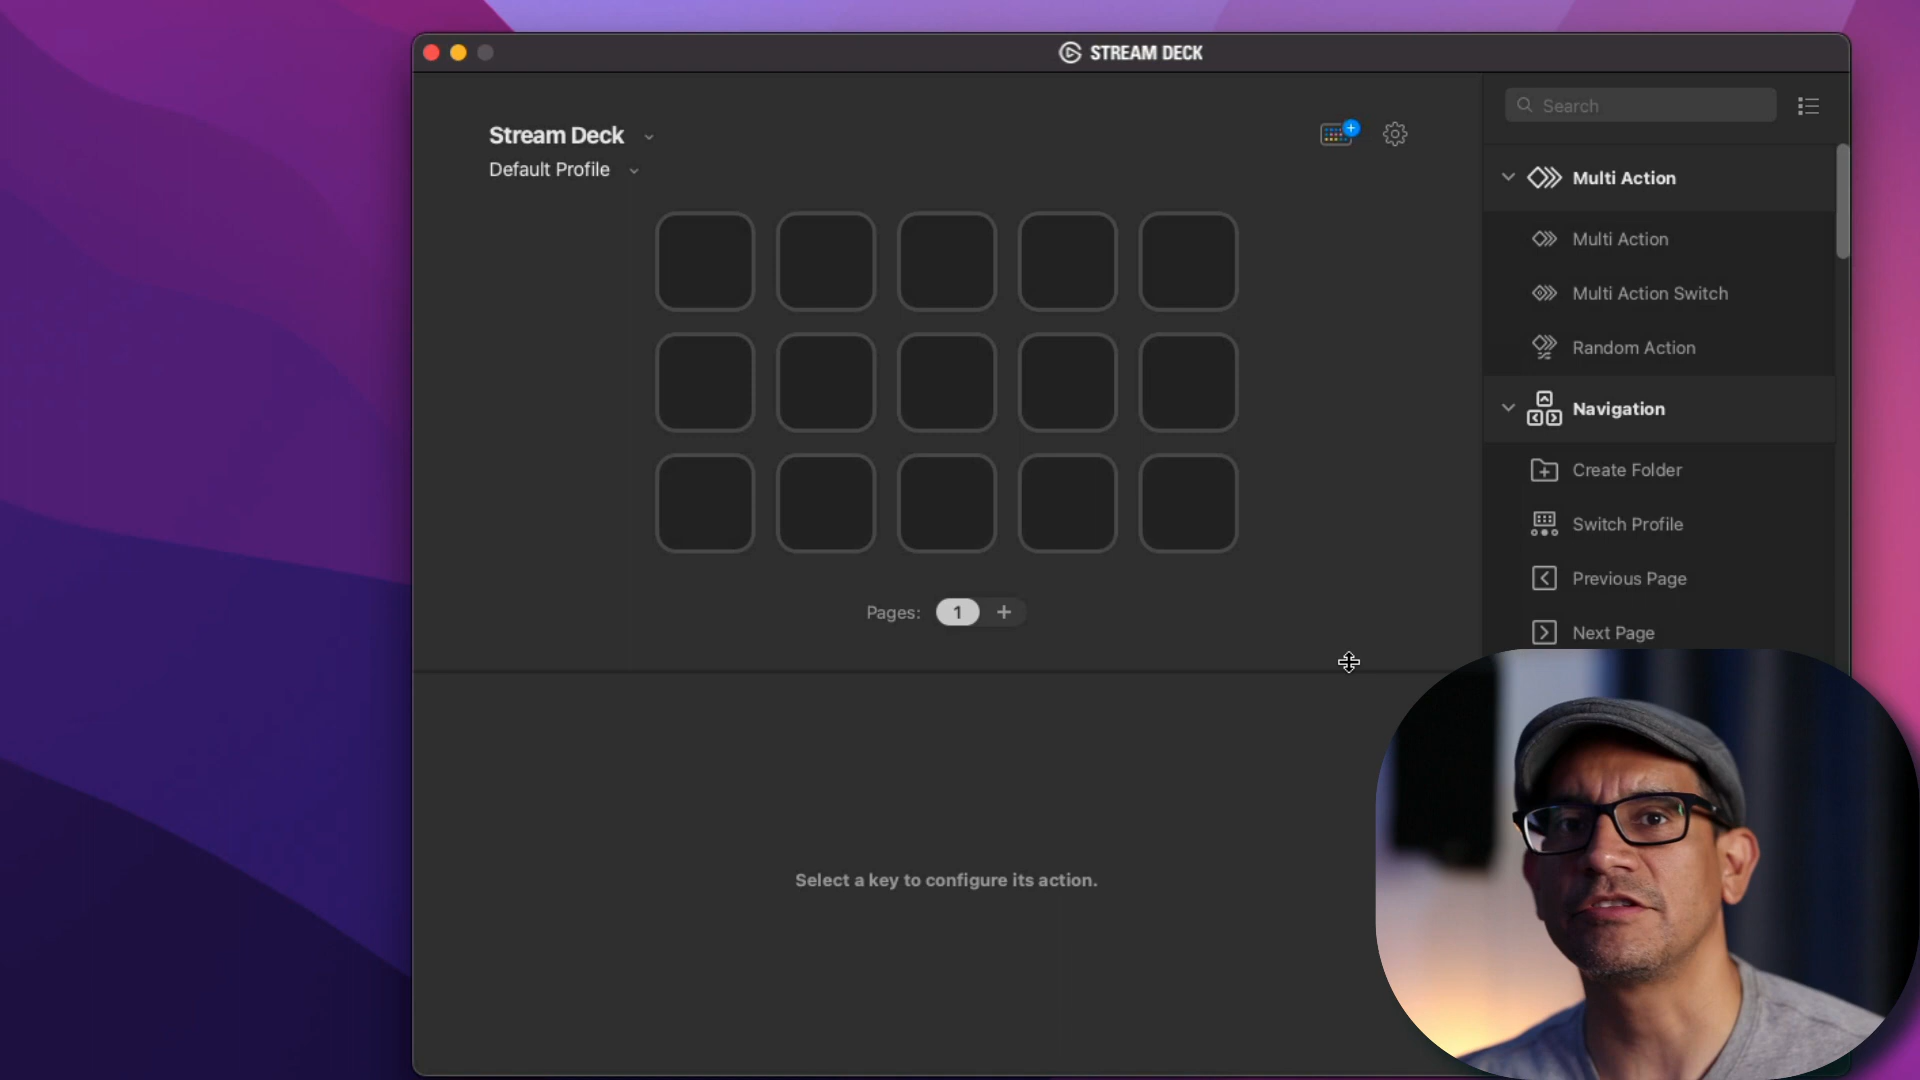 STREAM DECK
Stream Deck
Default Profile
Pages: 1 +
Select a key to configure its action.
Search
Multi Action
Multi Action
Multi Action Switch
Random Action
Navigation
Create Folder
Switch Profile
Previous Page
Next Page